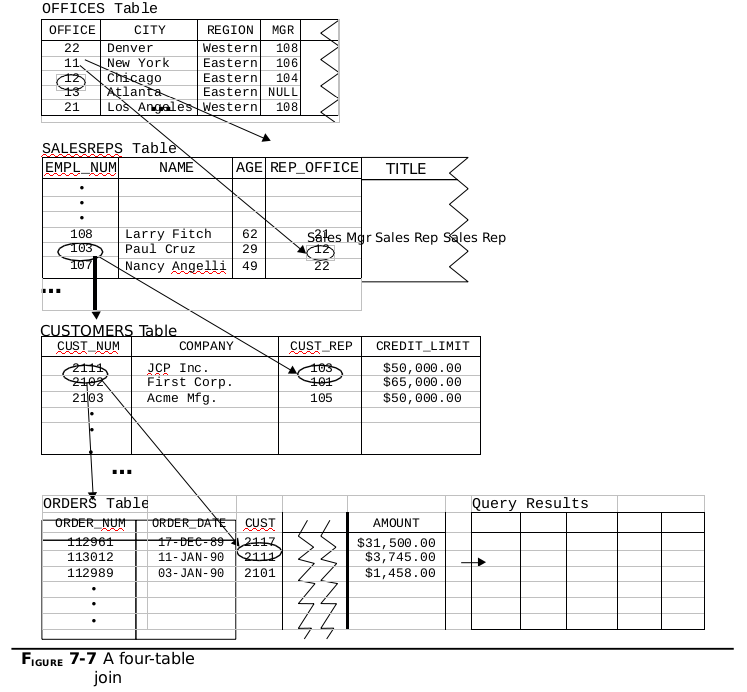 OFFICES Table
OFFICE CITY REGION MGR
22 Denver Western 108
11 New York Eastern 106
12 Chicago Eastern 104
13 Atlanta Eastern NULL
21 Los Angeles Western 108
...
SALESREPS Table
EMPL_NUM NAME AGE REP_OFFICE TITLE
•
•
•
108 Larry Fitch 62 21
Sales Mgr Sales Rep Sales Rep
103 Paul Cruz 29 12
107 Nancy Angelli 49 22
...
CUSTOMERS Table
CUST_NUM COMPANY CUST_REP CREDIT_LIMIT
2111 JCP Inc. 103 $50,000.00
2102 First Corp. 101 $65,000.00
2103 Acme Mfg. 105 $50,000.00
•
•
•
...
ORDERS Table Query Results
ORDER_NUM ORDER_DATE CUST AMOUNT
112961 17-DEC-89 2117 $31,500.00
113012 11-JAN-90 2111 $3,745.00
112989 03-JAN-90 2101 $1,458.00
•
•
•
FIGURE 7-7 A four-table
join